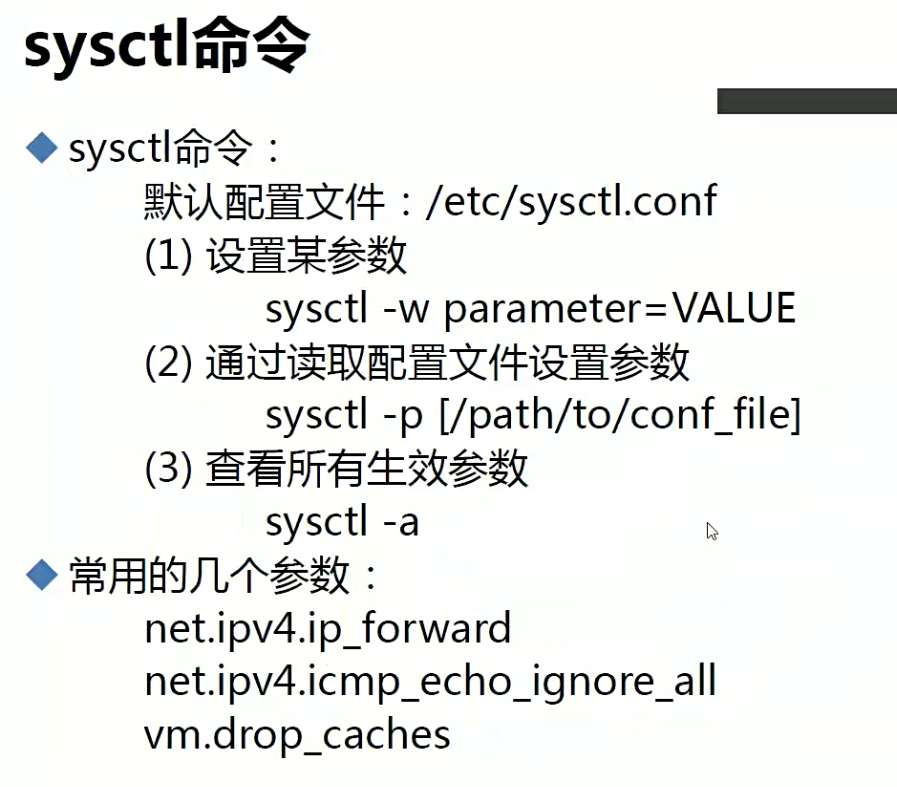 sysctl命令
sysctl命令：
默认配置文件：/etc/sysctl.conf
(1) 设置某参数
sysctl -w parameter=VALUE
(2) 通过读取配置文件设置参数
sysctl -p [/path/to/conf_file]
(3) 查看所有生效参数
sysctl -a
常用的几个参数：
net.ipv4.ip_forward
net.ipv4.icmp_echo_ignore_all
vm.drop_caches